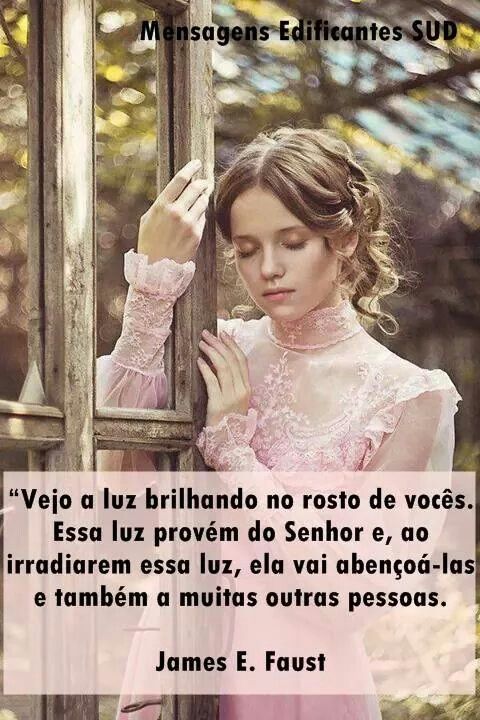 Mensagens Edificantes SUD
“Vejo a luz brilhando no rosto de vocês.
Essa luz provém do Senhor e, ao
irradiarem essa luz, ela vai abençoá-las
e também a muitas outras pessoas.
James E. Faust